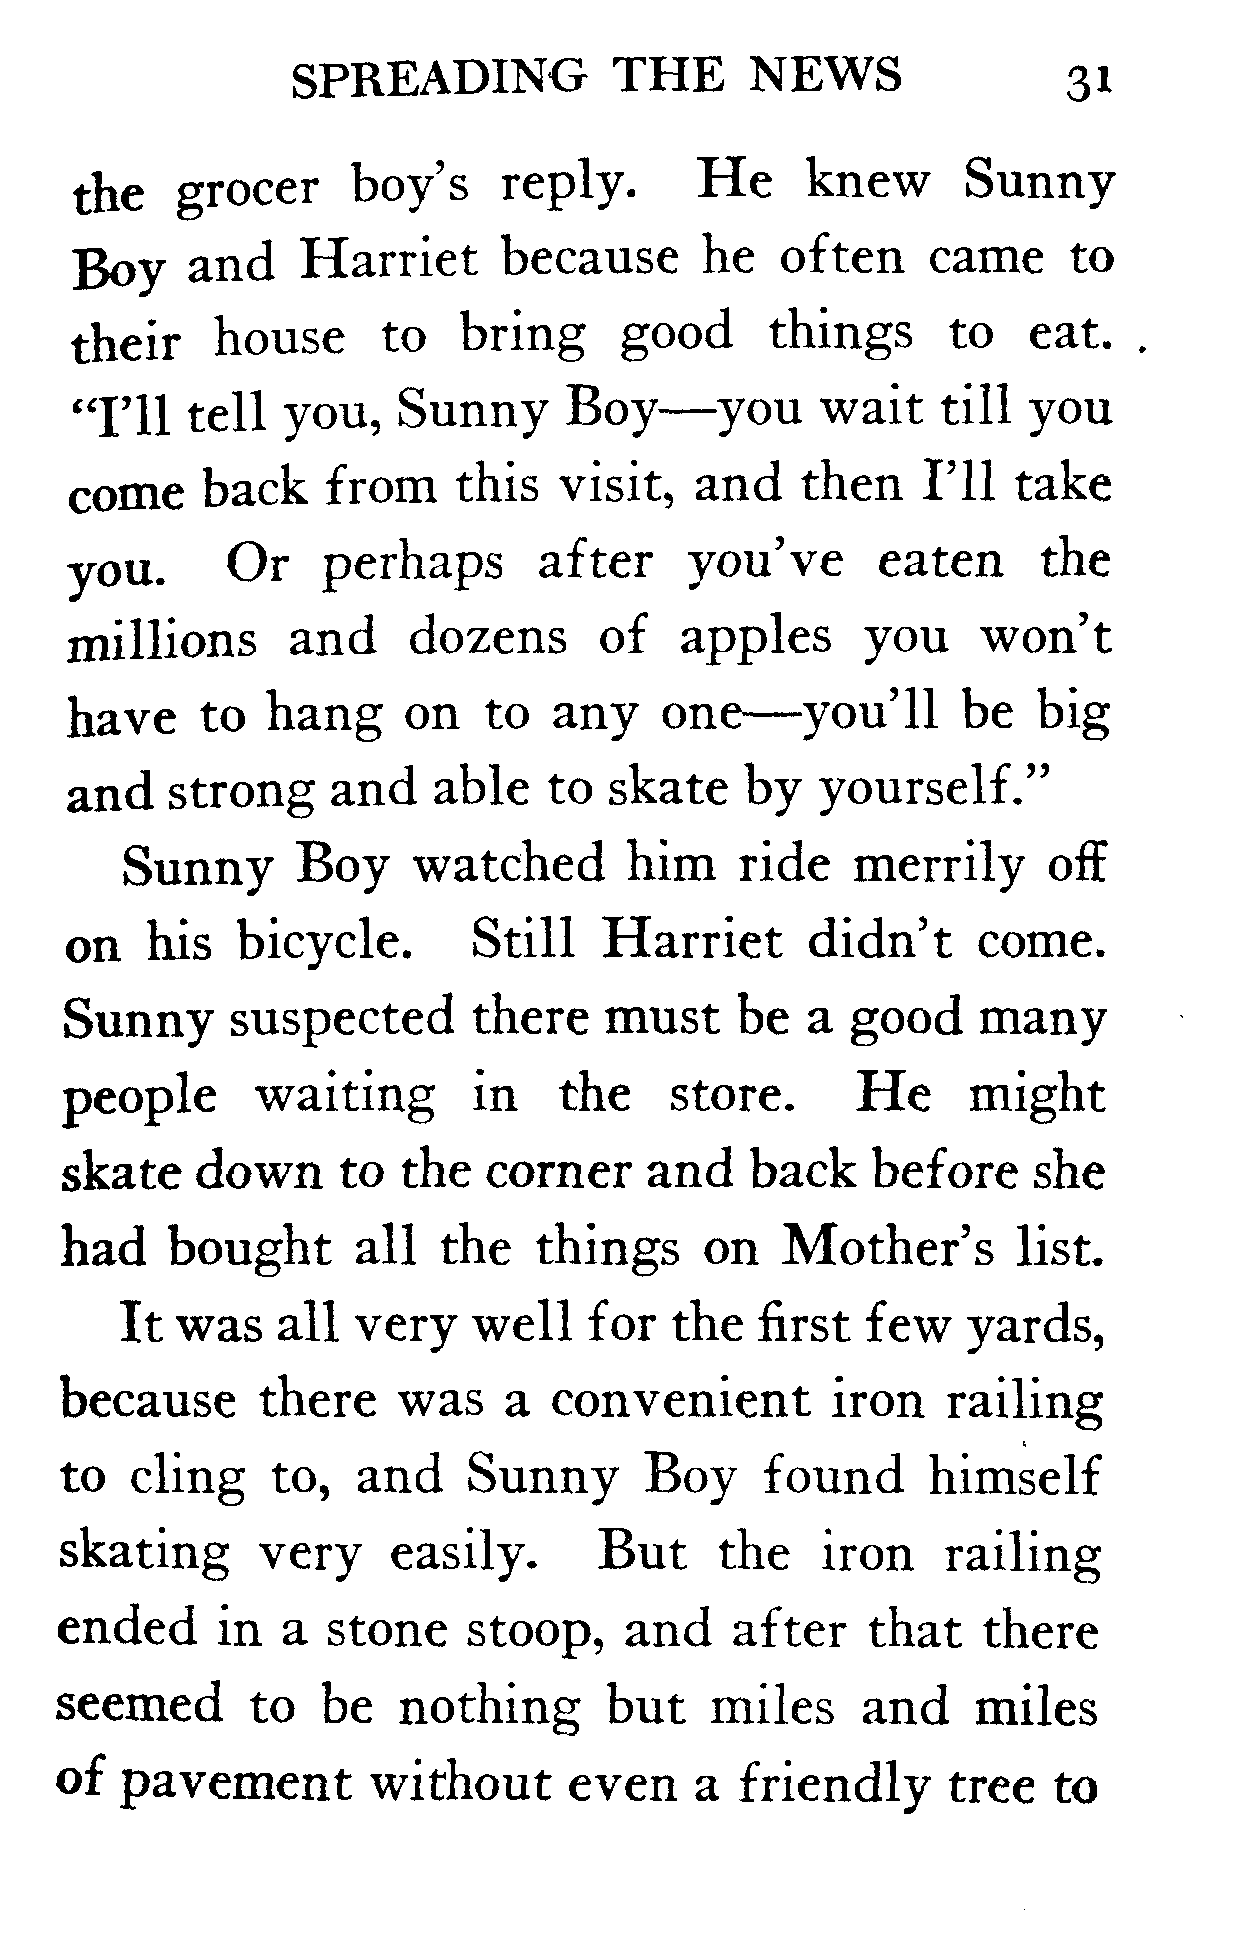 SPREADING THE NEWS 31
the grocer boy's reply. He knew Sunny
Boy and Harriet because he often came to
their house to bring good things to eat.
“I'll tell you, Sunny Boy—you wait till you
come back from this visit, and then I'll take
you. Or perhaps after you've eaten the
millions and dozens of apples you won't
have to hang on to any one—you'll be big
and strong and able to skate by yourself.”
Sunny Boy watched him ride merrily off
on his bicycle. Still Harriet didn't come.
Sunny suspected there must be a good many
people waiting in the store. He might
skate down to the corner and back before she
had bought all the things on Mother's list.
It was all very well for the first few yards,
because there was a convenient iron railing
to cling to, and Sunny Boy found himself
skating very easily. But the iron railing
ended in a stone stoop, and after that there
seemed to be nothing but miles and miles
of pavement without even a friendly tree to